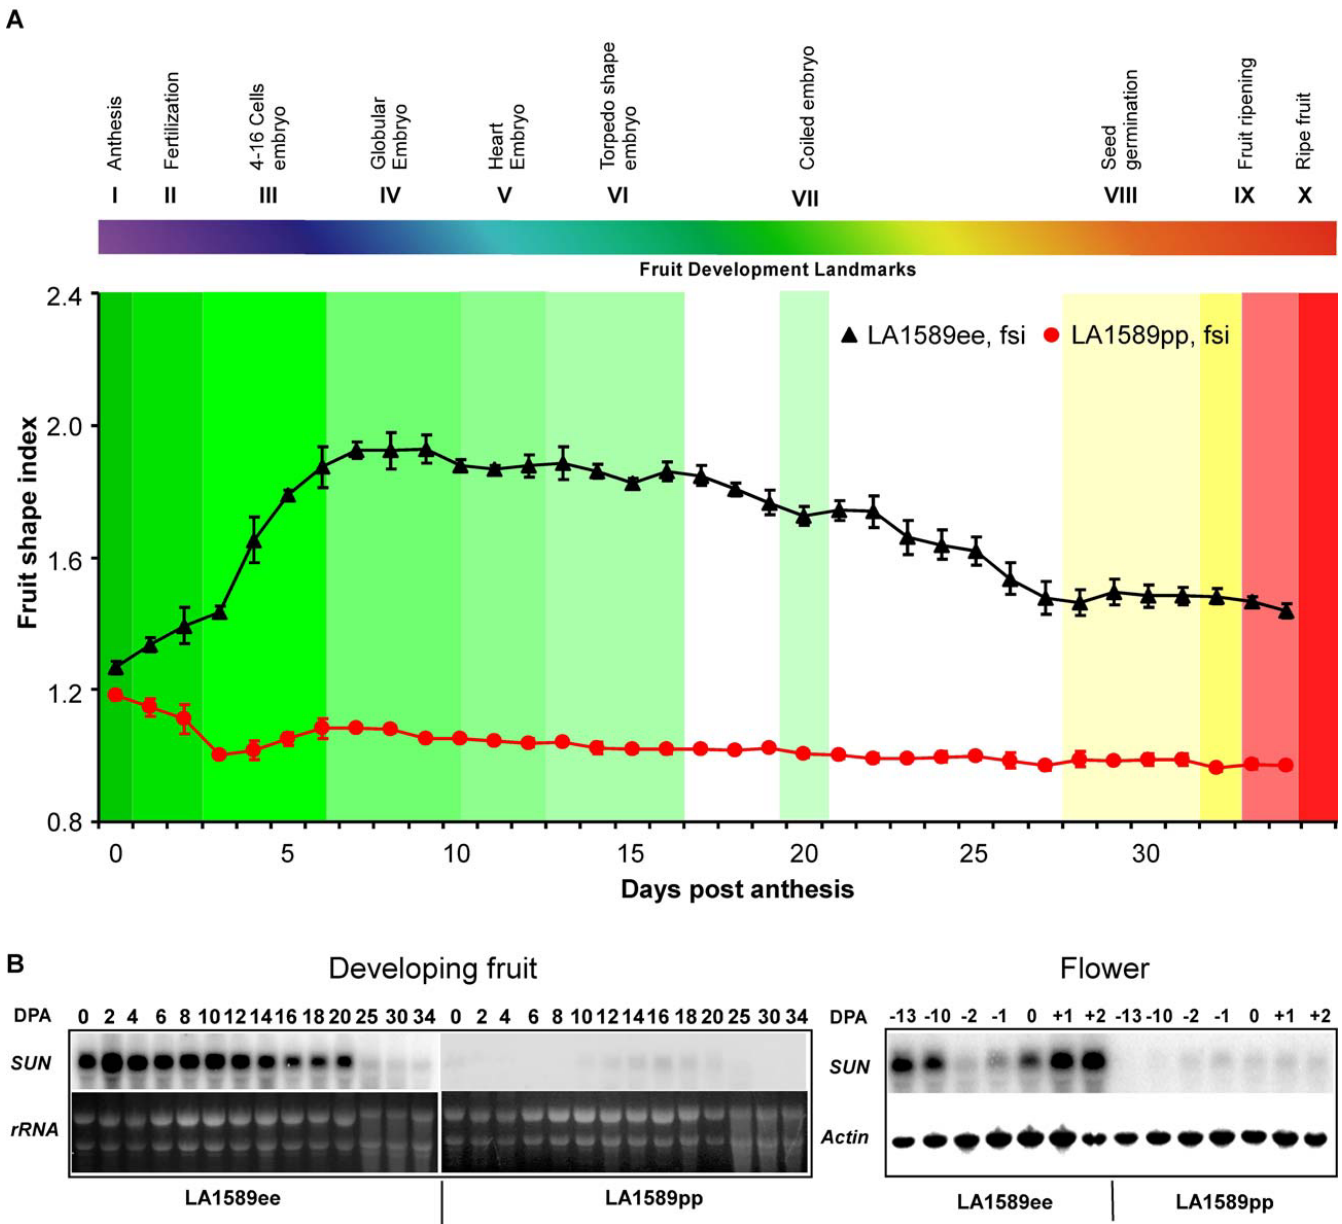 A
Anthesis
Fertilization
4-16 Cells
embryo
Globular
Embryo
Heart
Embryo
Torpedo shape
embryo
Coiled embryo
Seed
germination
Fruit ripening
Ripe fruit
I II III IV V VI VII VIII IX X
Fruit Development Landmarks
2.4
2.0
1.6
1.2
0.8
Fruit shape index
LA1589ee, fsi LA1589pp, fsi
0 5 10 15 20 25 30
Days post anthesis
B
Developing fruit
DPA 0 2 4 6 8 10 12 14 16 18 20 25 30 34 0 2 4 6 8 10 12 14 16 18 20 25 30 34
SUN
rRNA
LA1589ee LA1589pp
Flower
DPA -13 -10 -2 -1 0 +1 +2 -13 -10 -2 -1 0 +1 +2
SUN
Actin
LA1589ee LA1589pp